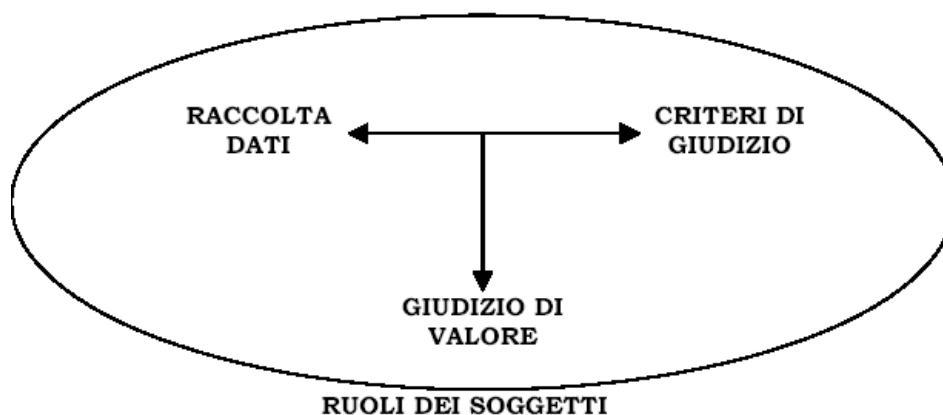 RACCOLTA
DATI
CRITERI DI
GIUDIZIO
GIUDIZIO DI
VALORE
RUOLI DEI SOGGETTI